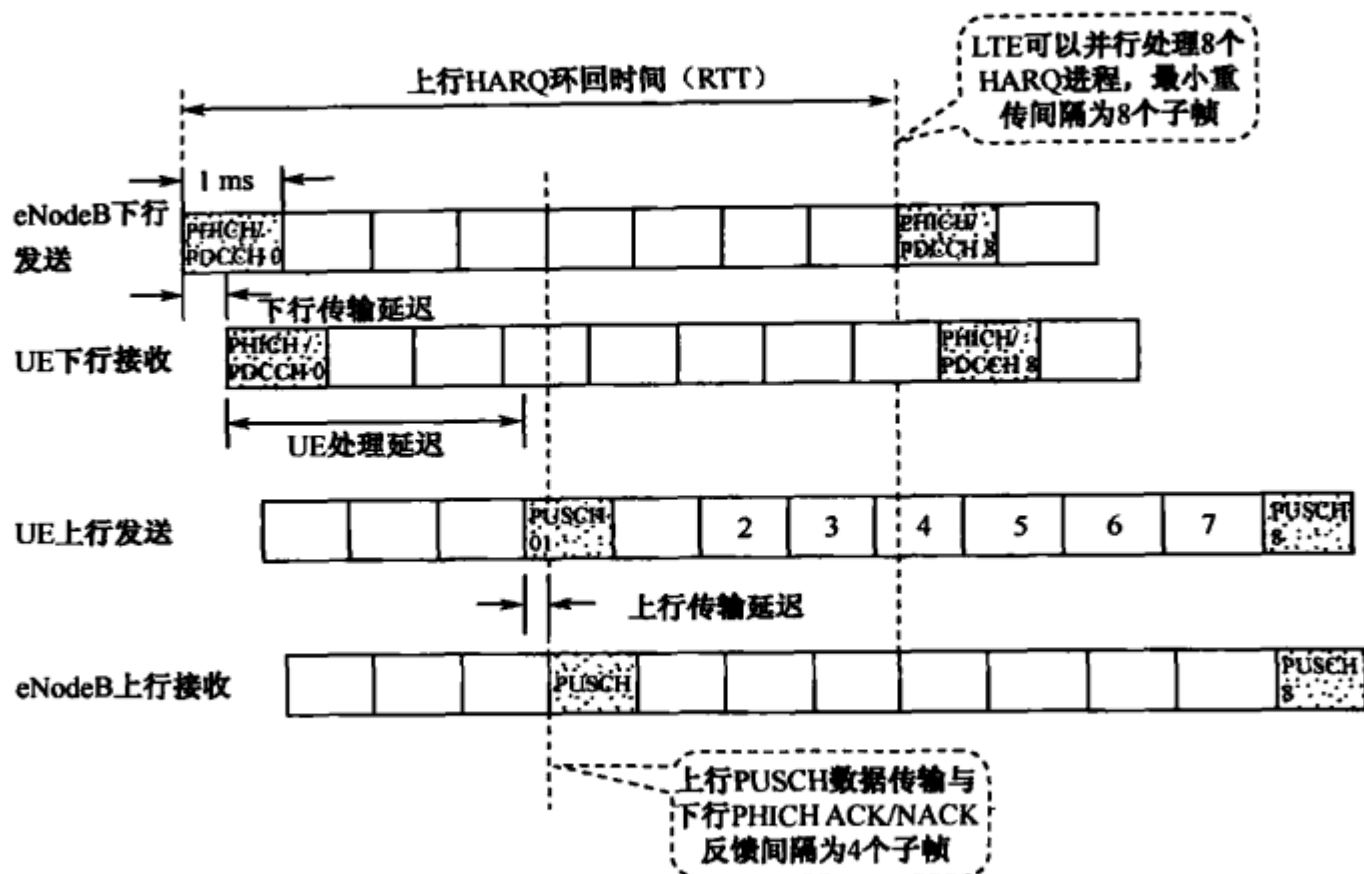 LTE可以并行处理8个
HARQ进程，最小重
传间隔为8个子帧
上行HARQ环回时间（RTT）
1 ms
eNodeB下行
发送
PHICH/
PDCCH 0
PHICH/
PDCCH 8
下行传输延迟
UE下行接收
PHICH/
PDCCH 0
PHICH/
PDCCH 8
UE处理延迟
UE上行发送
PUSCH
0
2
3
4
5
6
7
PUSCH
8
上行传输延迟
eNodeB上行接收
PUSCH
PUSCH
8
上行PUSCH数据传输与
下行PHICH ACK/NACK
反馈间隔为4个子帧